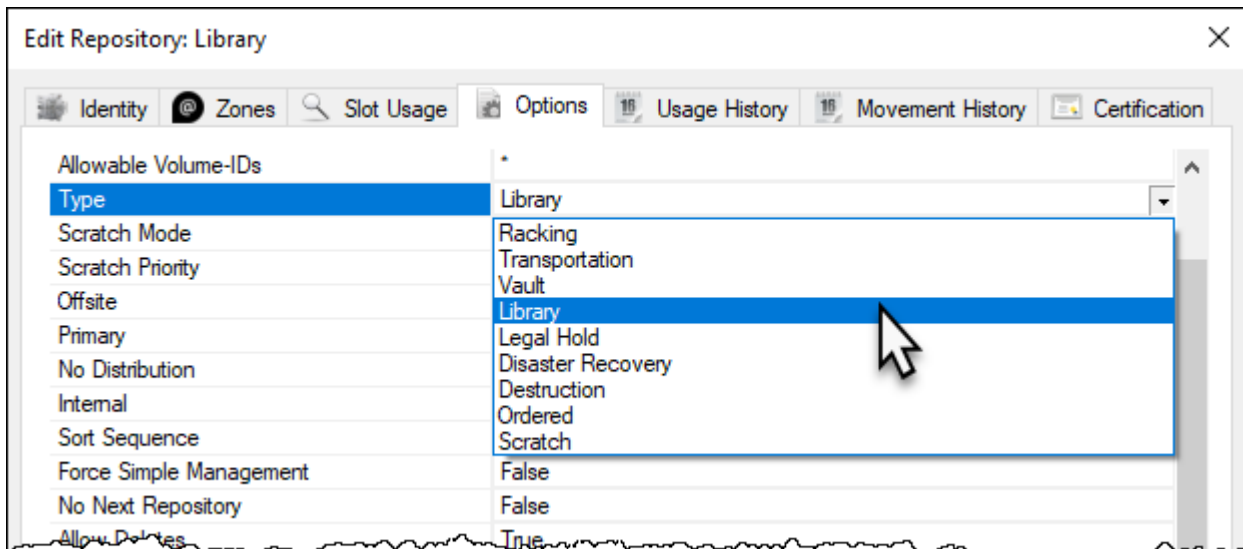 Edit Repository: Library
Identity Zones Slot Usage Options Usage History Movement History Certification
Allowable Volume-IDs *
Type Library
Scratch Mode Racking
Scratch Priority Transportation
Vault
Offsite Library
Primary Legal Hold
No Distribution Disaster Recovery
Internal Destruction
Ordered
Sort Sequence Scratch
Force Simple Management False
No Next Repository False
Allow Deletes True